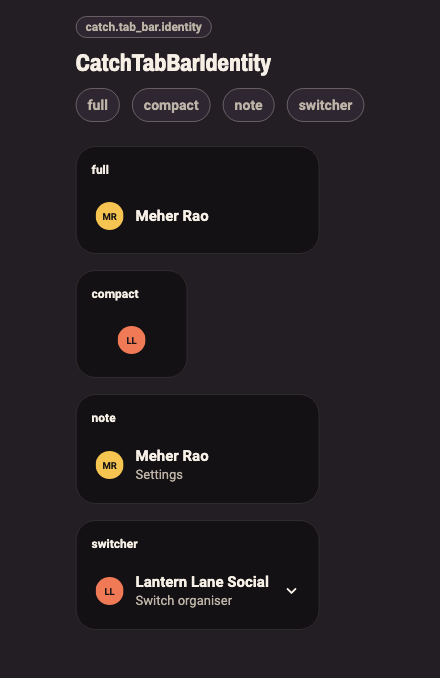 catch.tab_bar.identity
CatchTabBarIdentity
full compact note switcher
full
MR Meher Rao
compact
LL
note
MR Meher Rao
Settings
switcher
LL Lantern Lane Social
Switch organiser